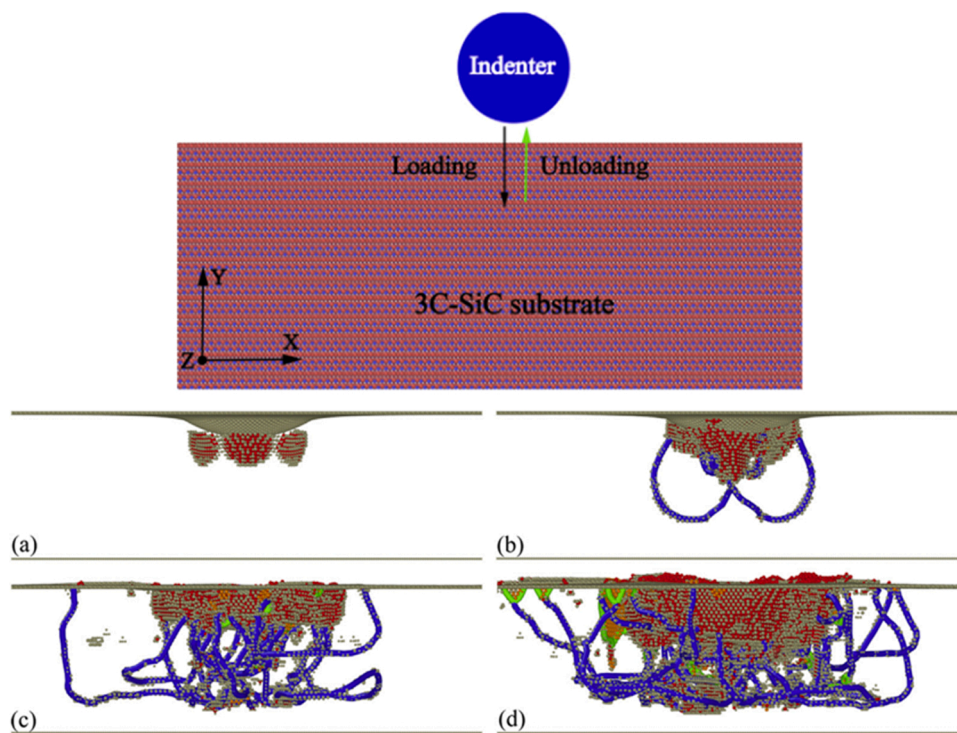 Indenter
Loading
Unloading
Y
3C-SiC substrate
X
Z
(a)
(b)
(c)
(d)